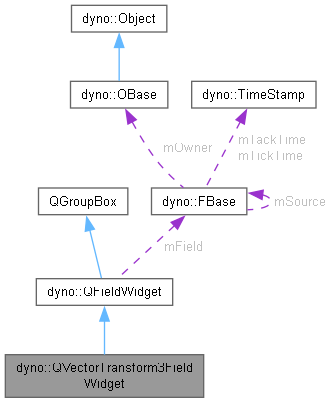 dyno::Object
dyno::OBase
dyno::TimeStamp
mOwner
mTackTime
mTickTime
QGroupBox
dyno::FBase
mSource
mField
dyno::QFieldWidget
dyno::QVectorTransform3Field
Widget